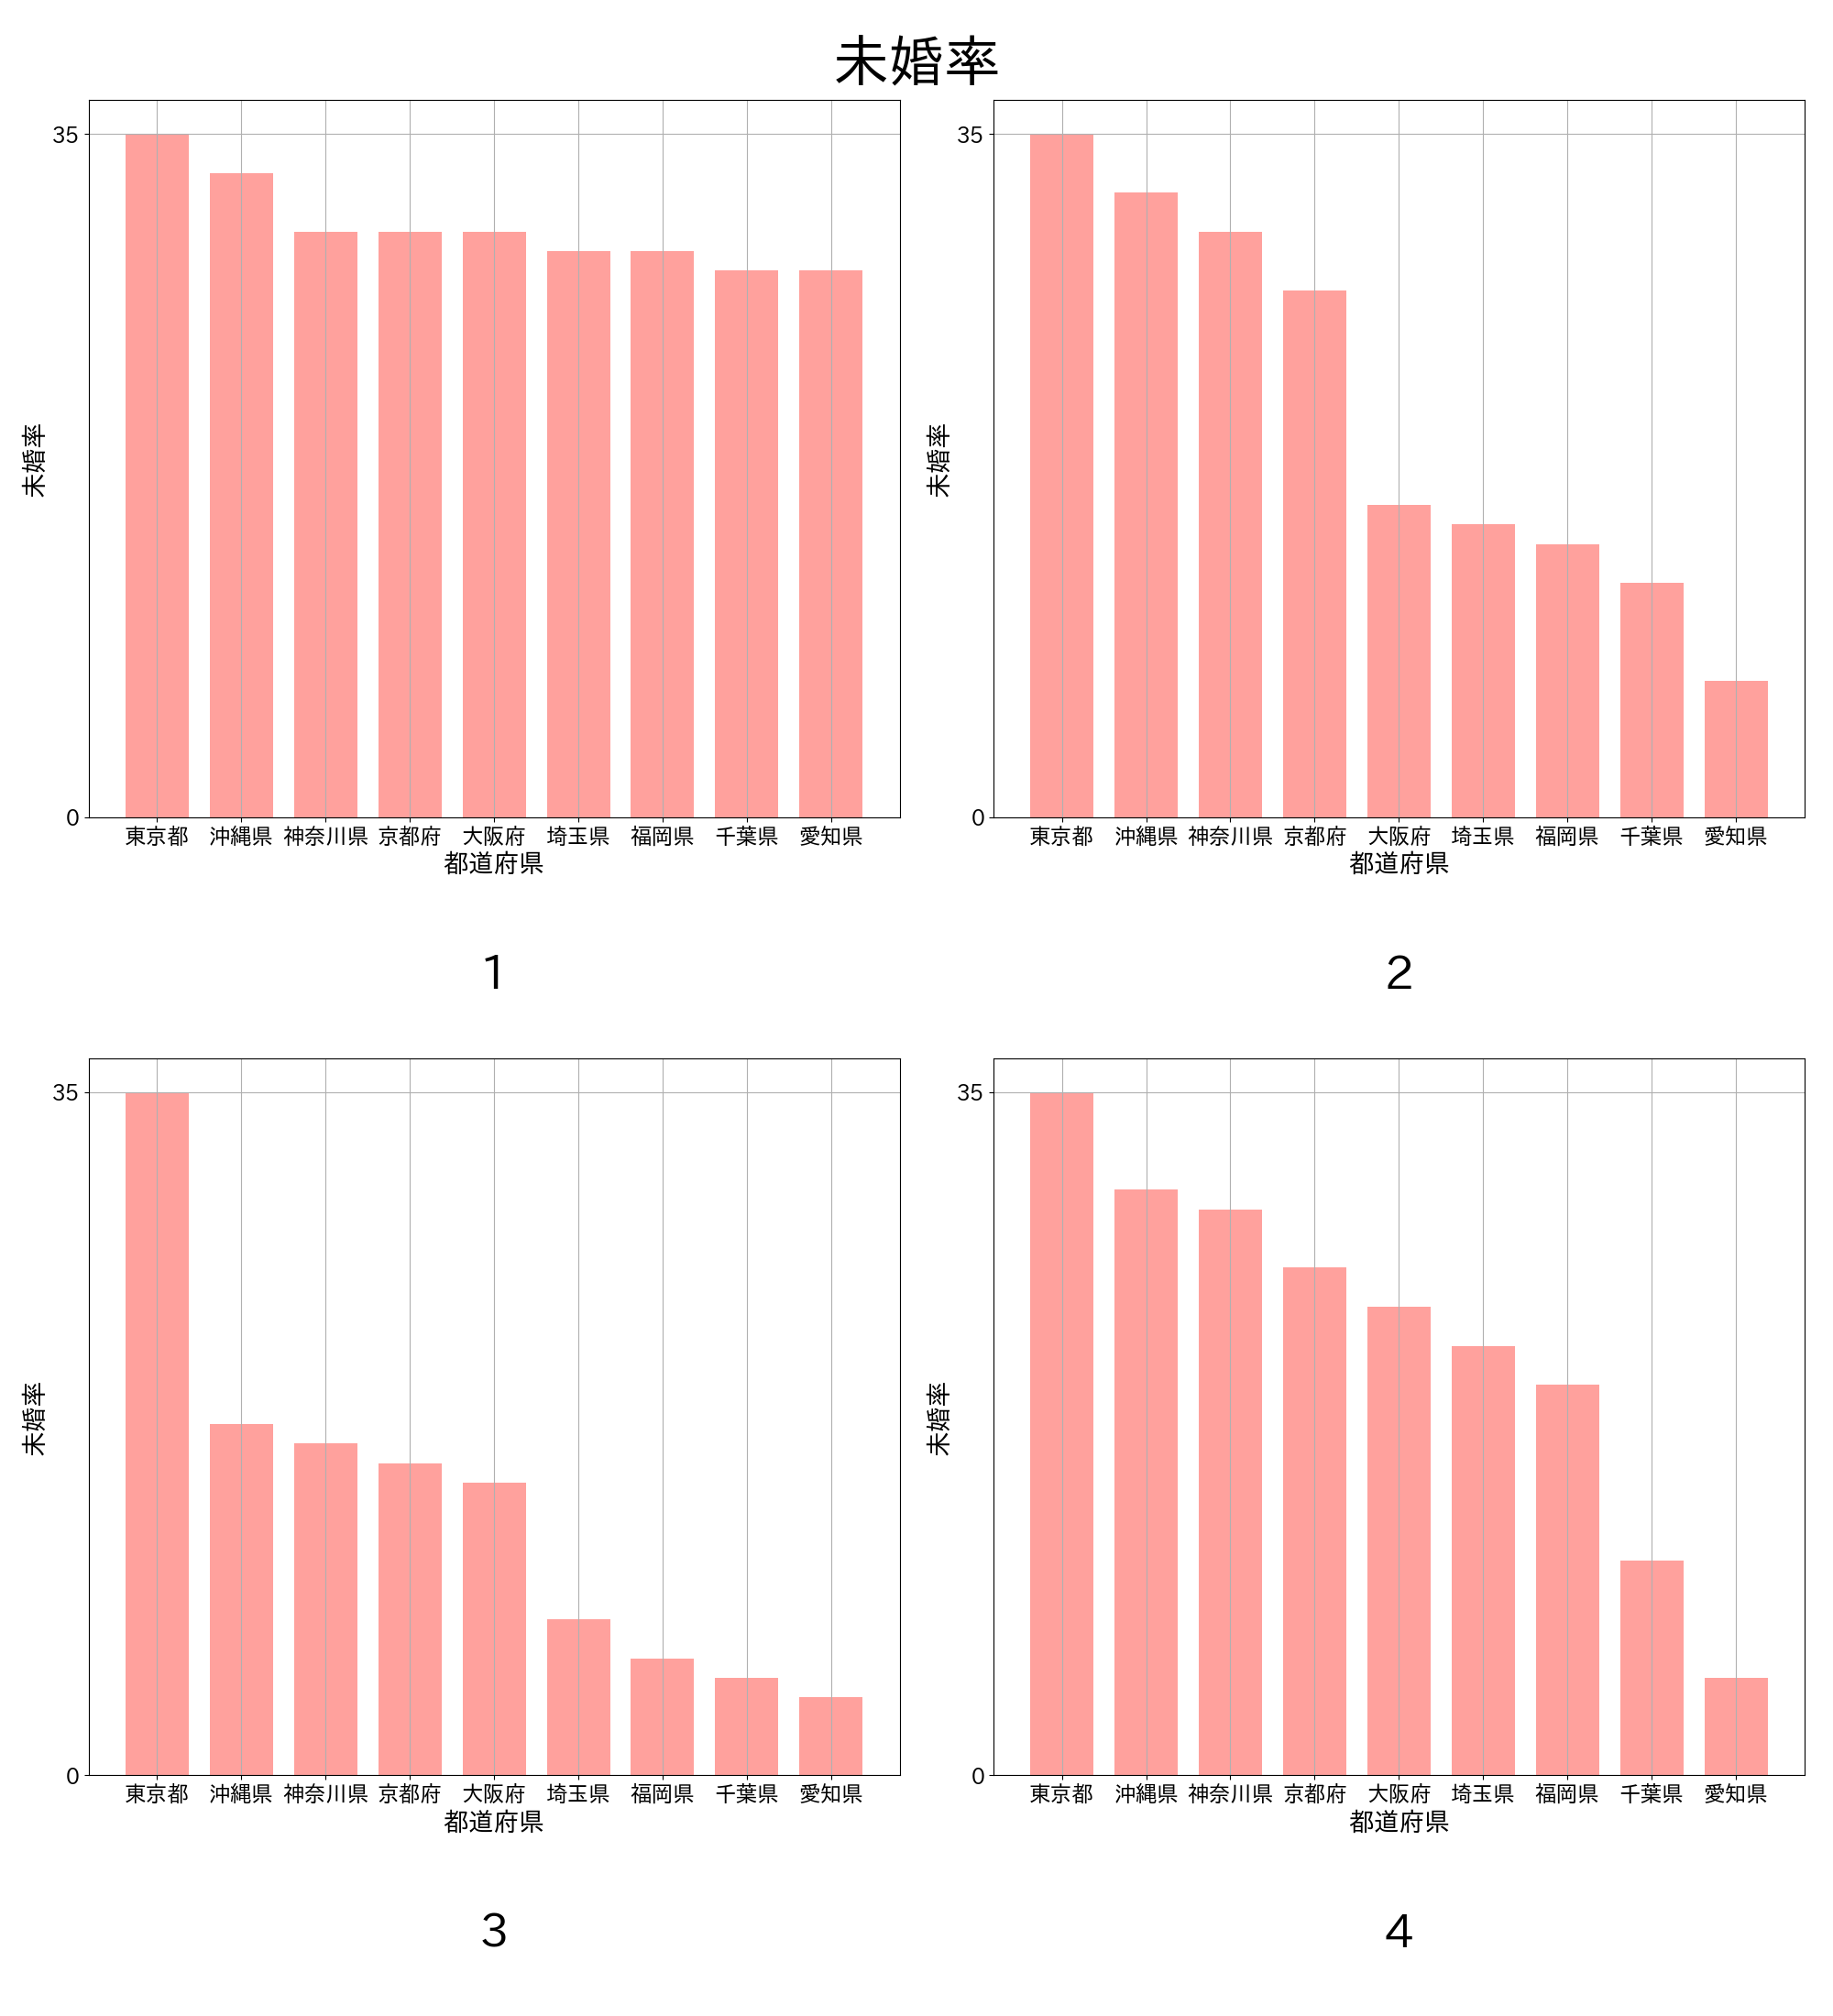 未婚率
35
0
未婚率
東京都 沖縄県 神奈川県 京都府 大阪府 埼玉県 福岡県 千葉県 愛知県
都道府県
1
35
0
未婚率
東京都 沖縄県 神奈川県 京都府 大阪府 埼玉県 福岡県 千葉県 愛知県
都道府県
2
35
0
未婚率
東京都 沖縄県 神奈川県 京都府 大阪府 埼玉県 福岡県 千葉県 愛知県
都道府県
3
35
0
未婚率
東京都 沖縄県 神奈川県 京都府 大阪府 埼玉県 福岡県 千葉県 愛知県
都道府県
4